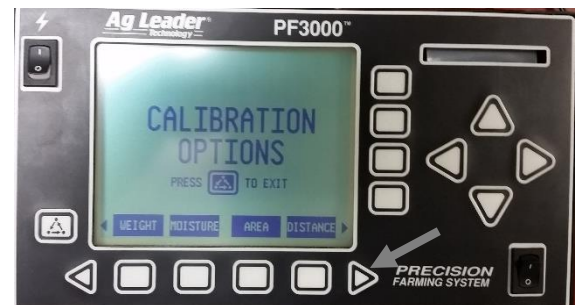 Ag Leader
Technology
PF3000™
CALIBRATION
OPTIONS
PRESS TO EXIT
WEIGHT MOISTURE AREA DISTANCE
PRECISION
FARMING SYSTEM